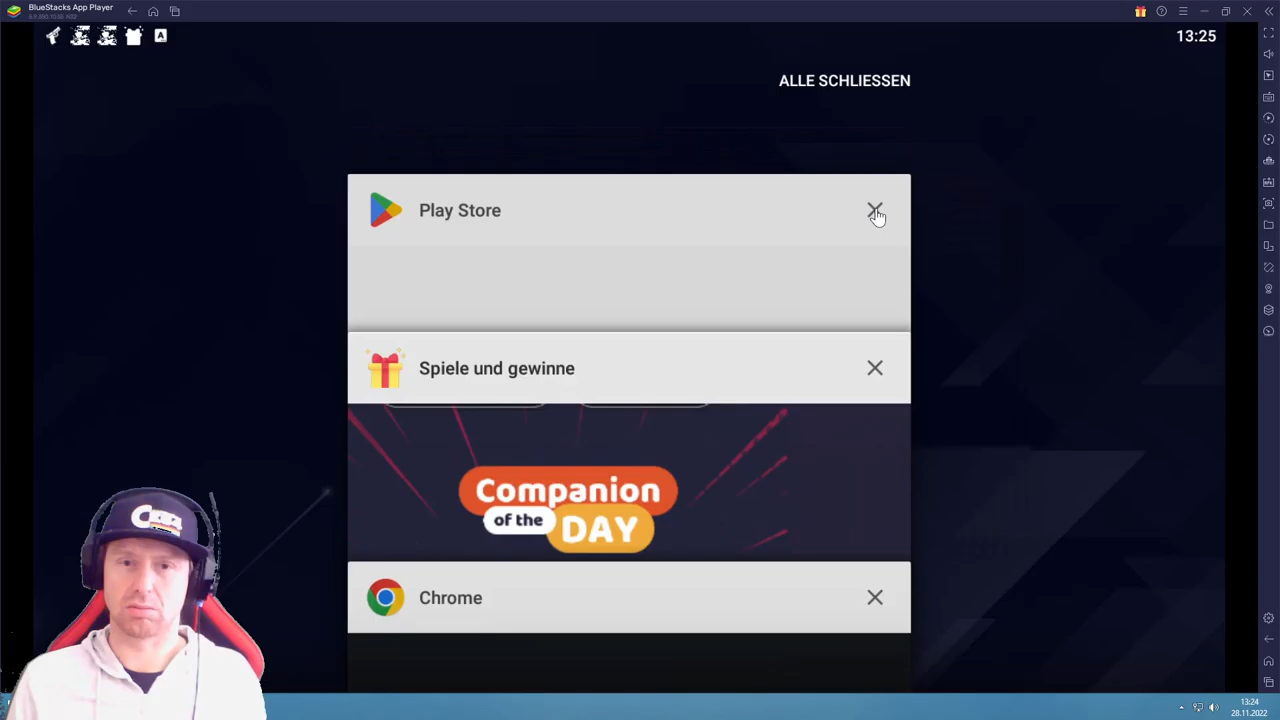 BlueStacks App Player
13:25
ALLE SCHLIESSEN
Play Store
Spiele und gewinne
Companion
of the DAY
Chrome
13:24
28.11.2022